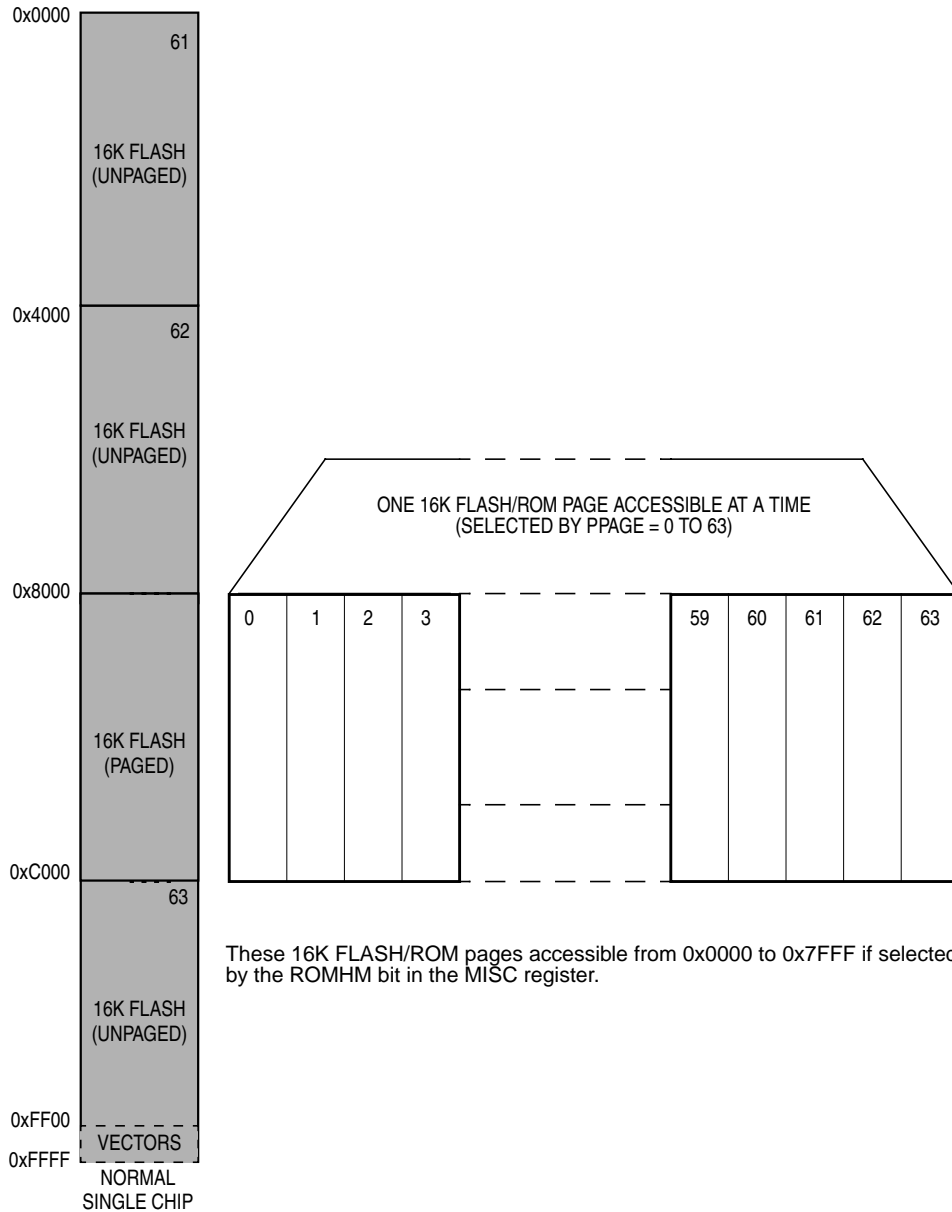 0x0000
61
16K FLASH
(UNPAGED)
0x4000
62
16K FLASH
(UNPAGED)
ONE 16K FLASH/ROM PAGE ACCESSIBLE AT A TIME
(SELECTED BY PPAGE = 0 TO 63)
0x8000
0 1 2 3 59 60 61 62 63
16K FLASH
(PAGED)
0xC000
63
These 16K FLASH/ROM pages accessible from 0x0000 to 0x7FFF if selected
by the ROMHM bit in the MISC register.
16K FLASH
(UNPAGED)
0xFF00
VECTORS
0xFFFF
NORMAL
SINGLE CHIP